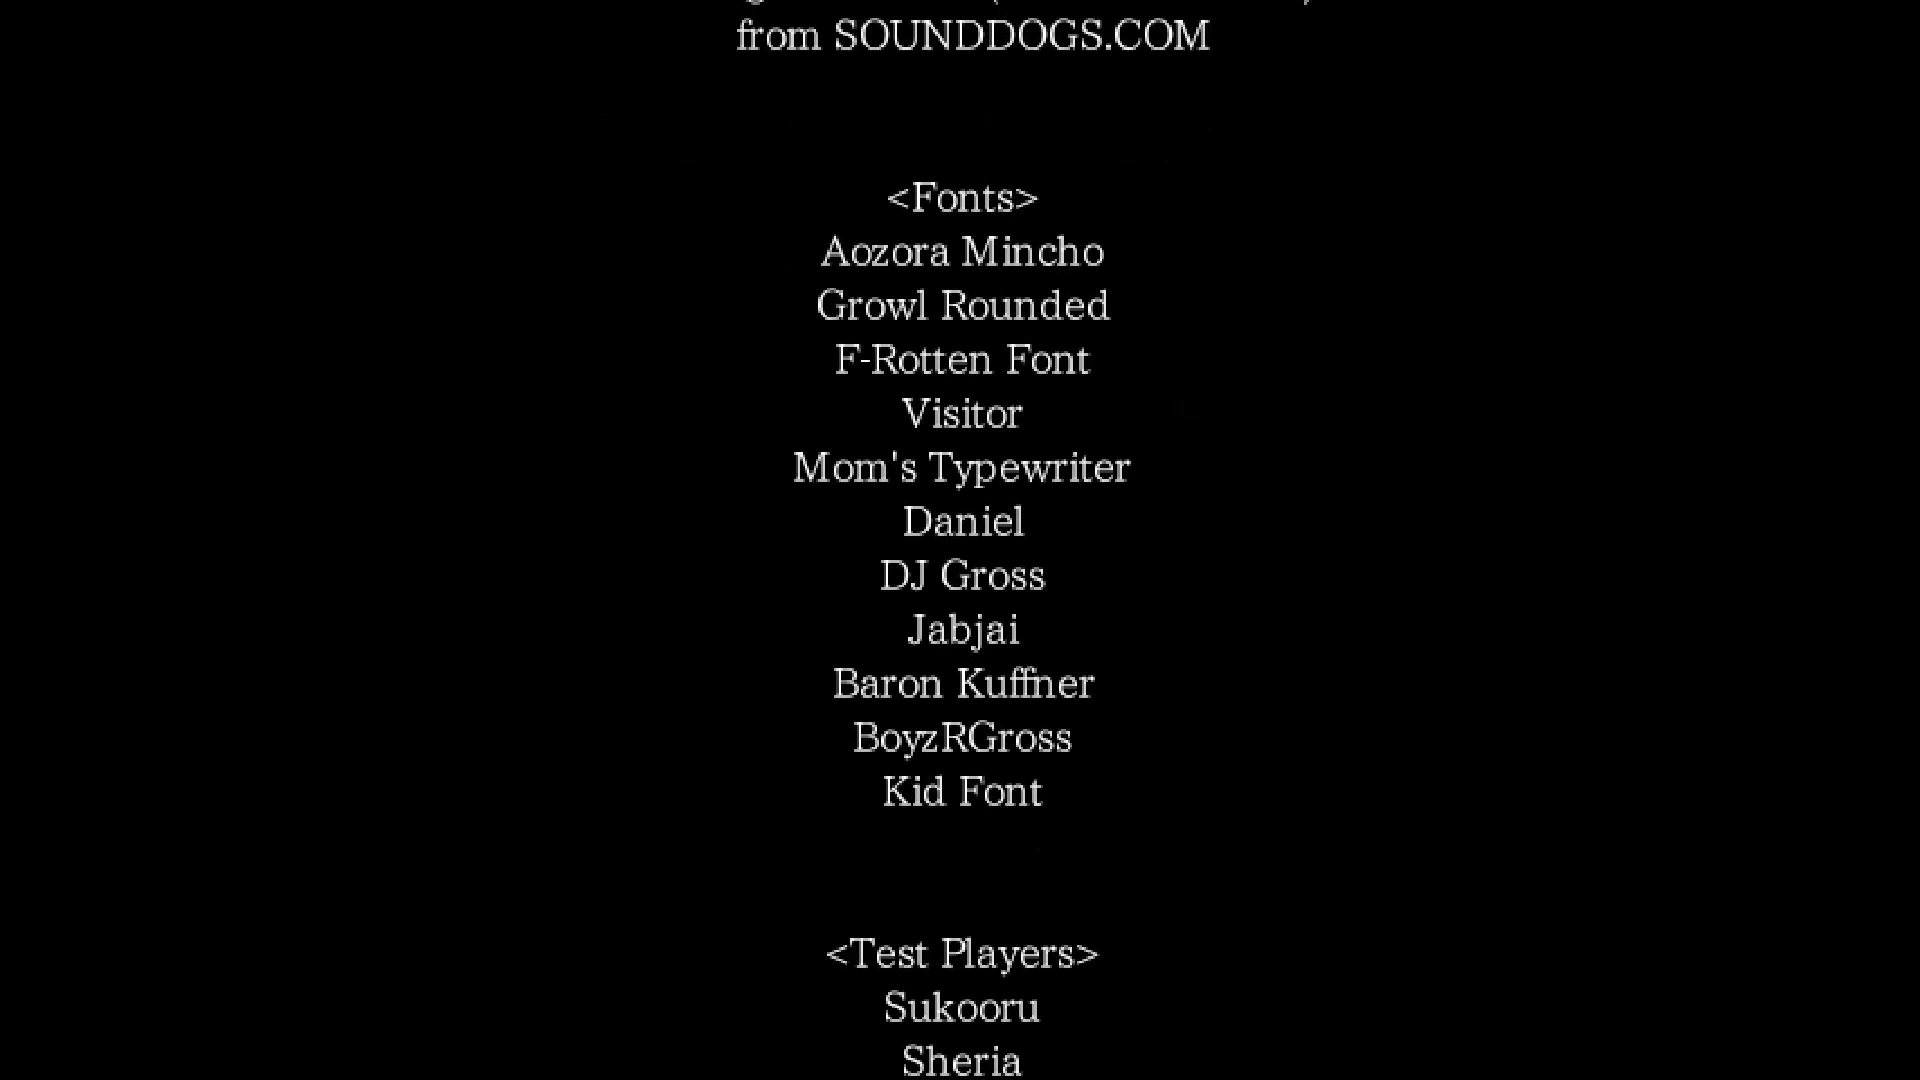 from SOUNDDOGS.COM
<Fonts>
Aozora Mincho
Growl Rounded
F-Rotten Font
Visitor
Mom's Typewriter
Daniel
DJ Gross
Jabjai
Baron Kuffner
BoyzRGross
Kid Font
<Test Players>
Sukooru
Sheria